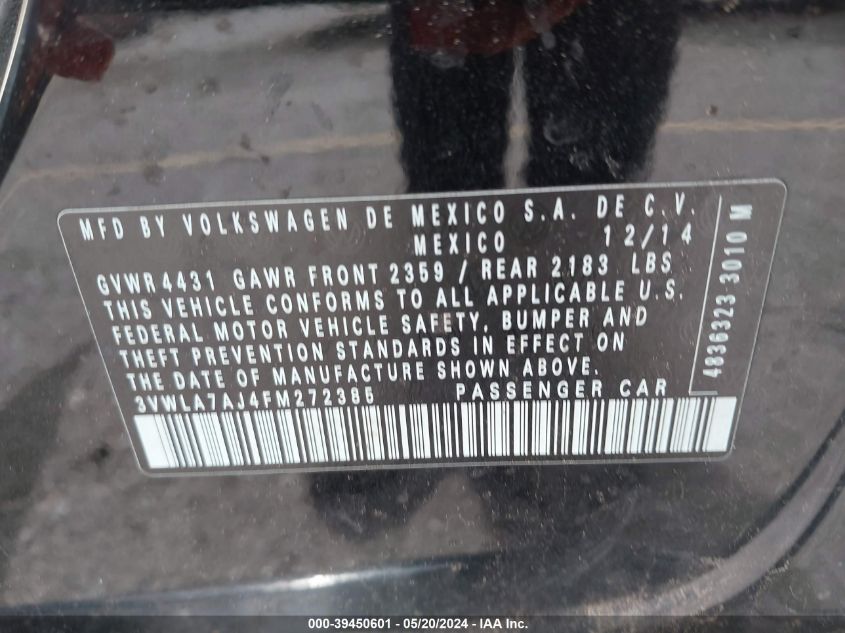 MFD BY VOLKSWAGEN DE MEXICO S.A. DE C.V.
MEXICO 12/14
GVWR 4431 GAWR FRONT 2359 / REAR 2183 LBS
THIS VEHICLE CONFORMS TO ALL APPLICABLE U.S.
FEDERAL MOTOR VEHICLE SAFETY, BUMPER AND
THEFT PREVENTION STANDARDS IN EFFECT ON
THE DATE OF MANUFACTURE SHOWN ABOVE.
3VWLA7AJ4FM272385 PASSENGER CAR
4936323 3010 M
000-39450601 / 05/20/2024 - IAA Inc.